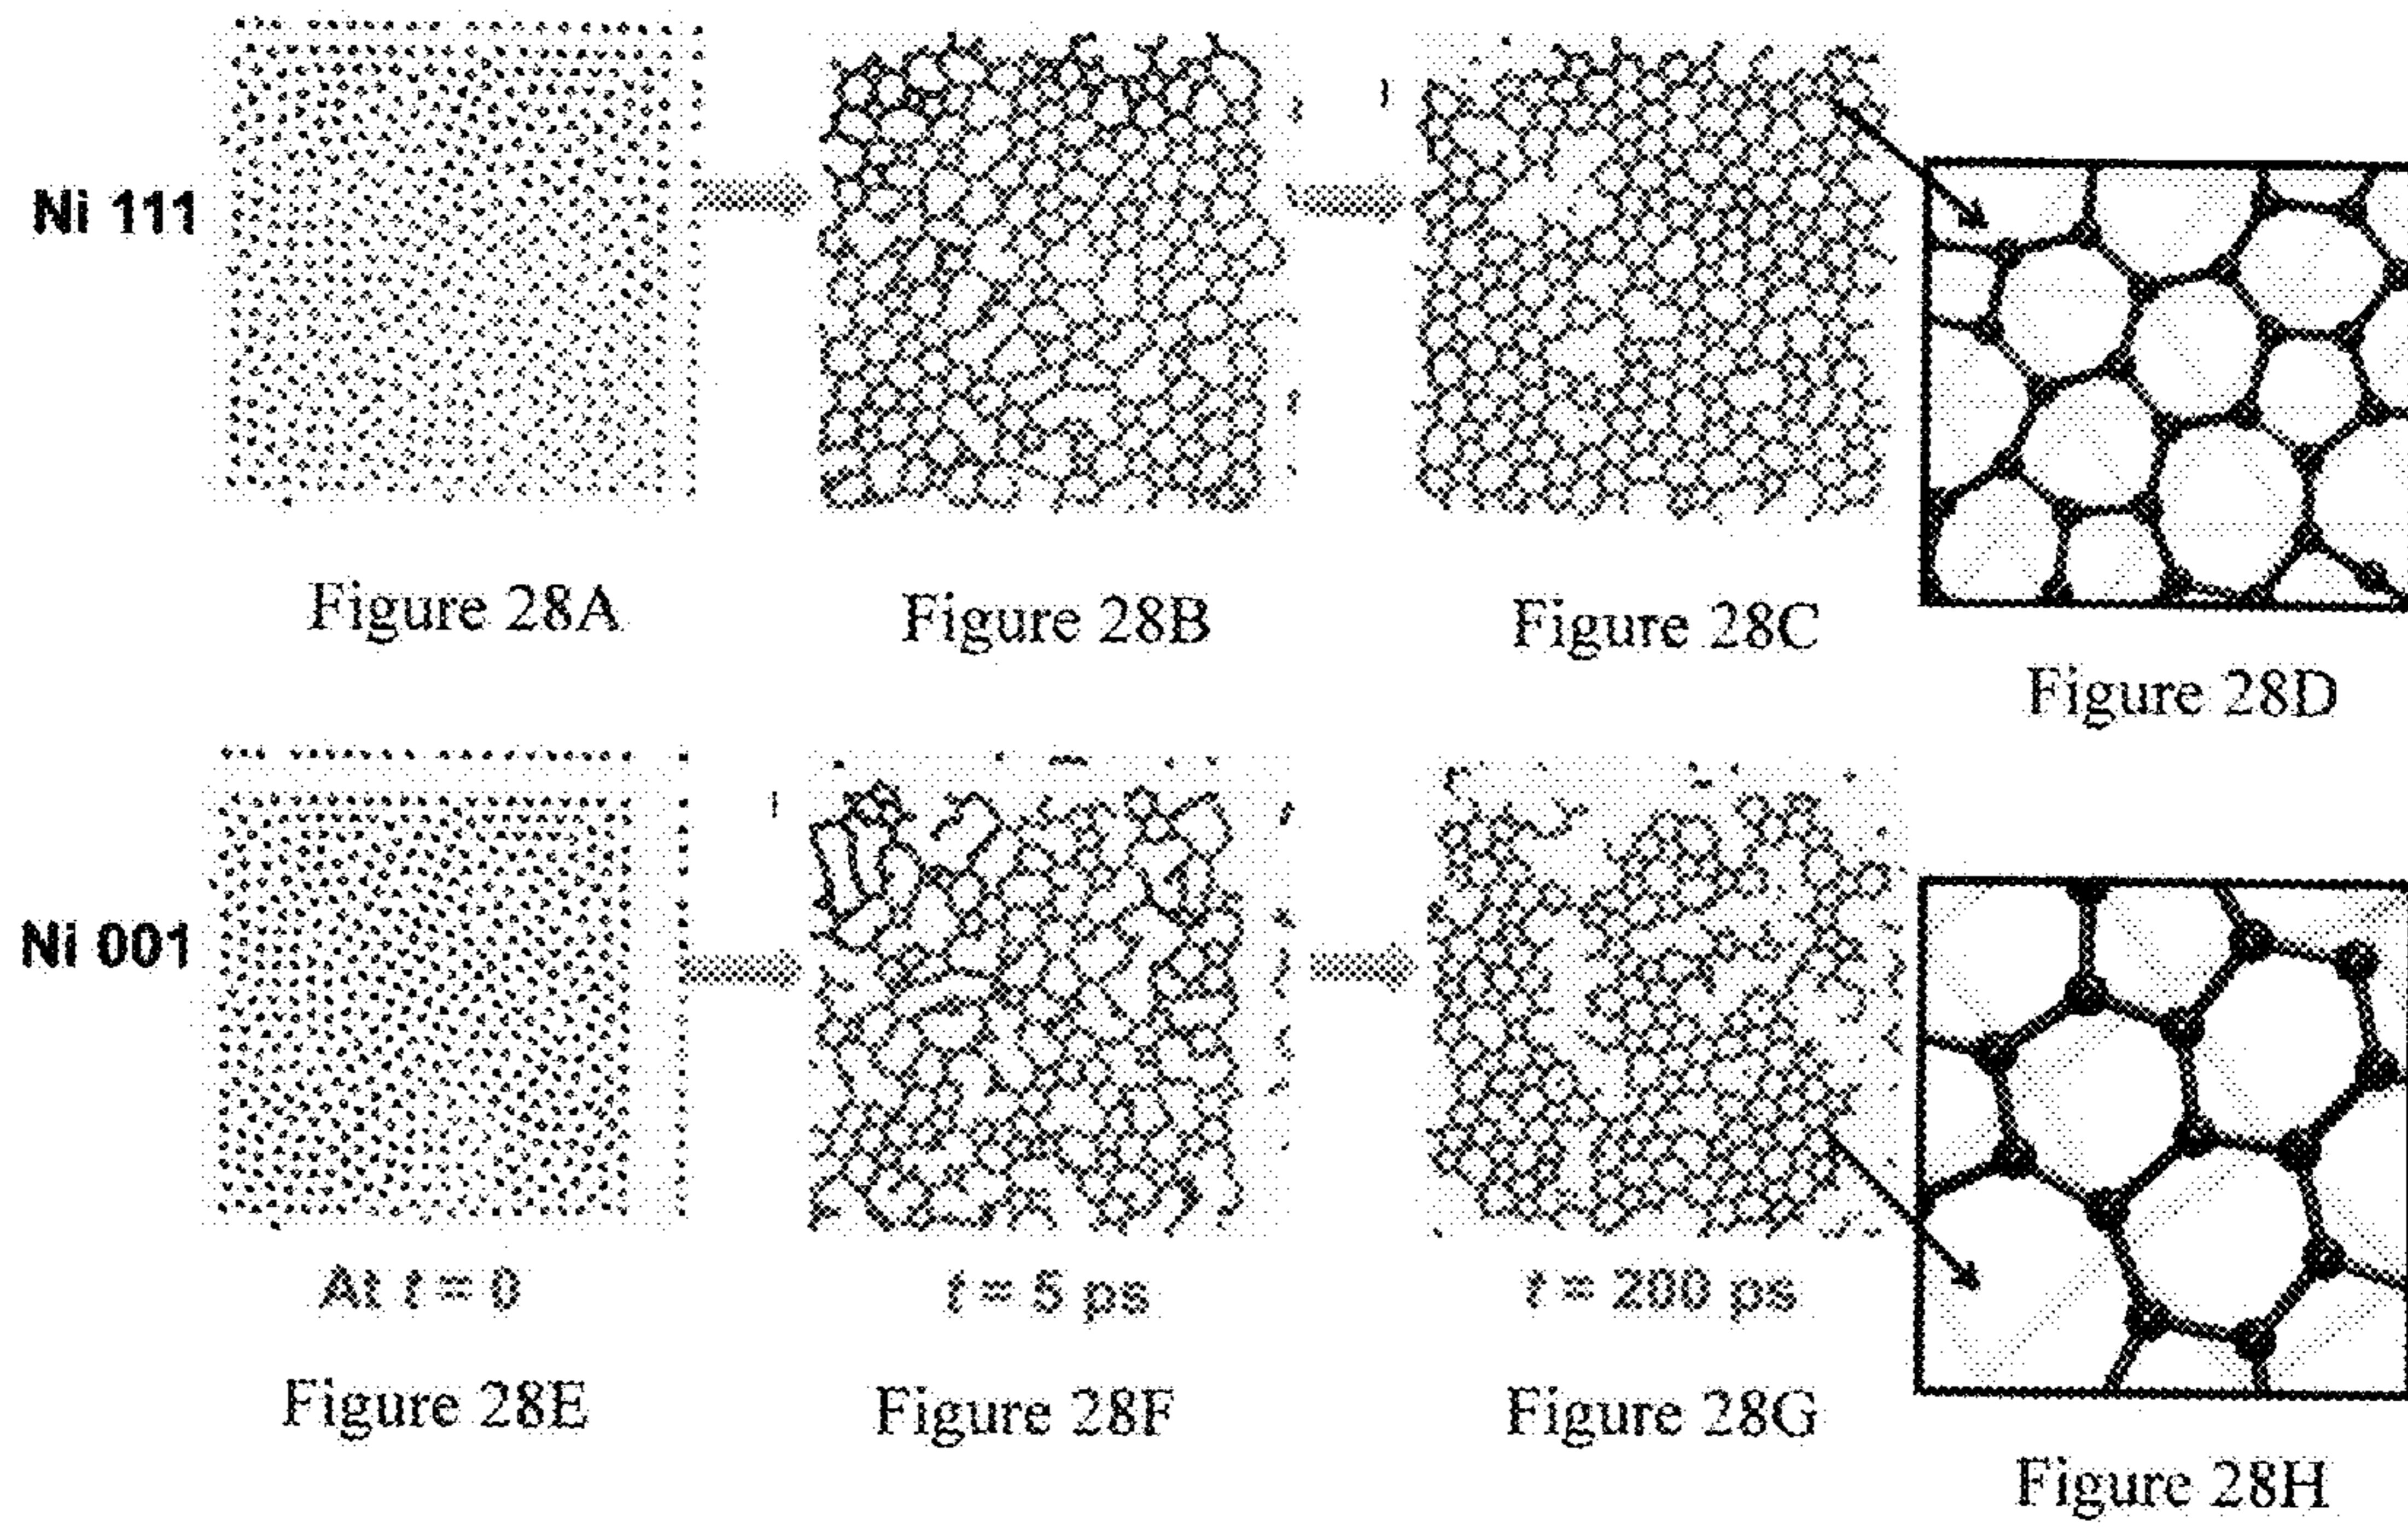 Ni 111
Figure 28A
Figure 28B
Figure 28C
Figure 28D
Ni 001
At t = 0
t = 5 ps
t = 200 ps
Figure 28E
Figure 28F
Figure 28G
Figure 28H